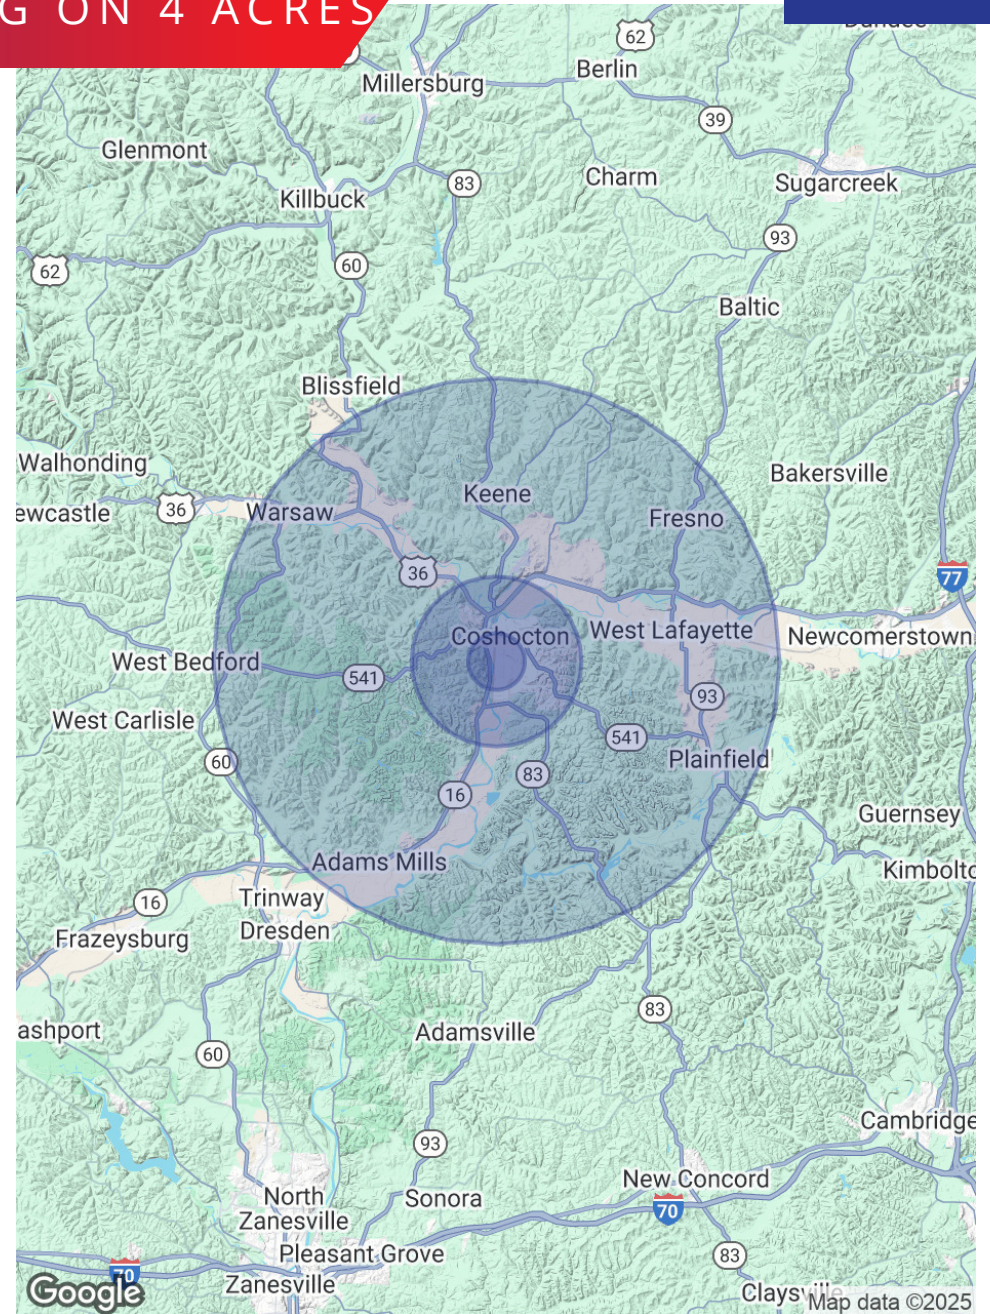 G ON 4 ACRES
62
Berlin
Millersburg
39
Glenmont
Charm
83
Sugarcreek
Killbuck
93
60
62
Baltic
Blissfield
Walhonding
Bakersville
Keene
36
ewcastle
Warsaw
Fresno
36
77
Coshocton
West Lafayette
Newcomerstown
West Bedford
541
93
West Carlisle
541
60
Plainfield
83
16
Guernsey
Adams Mills
Kimbolto
Trinway
16
Dresden
Frazeysburg
83
ashport
Adamsville
60
Cambridge
93
New Concord
North
Zanesville
Sonora
70
Pleasant Grove
83
70
Zanesville
Google
Claysville
Map data ©2025